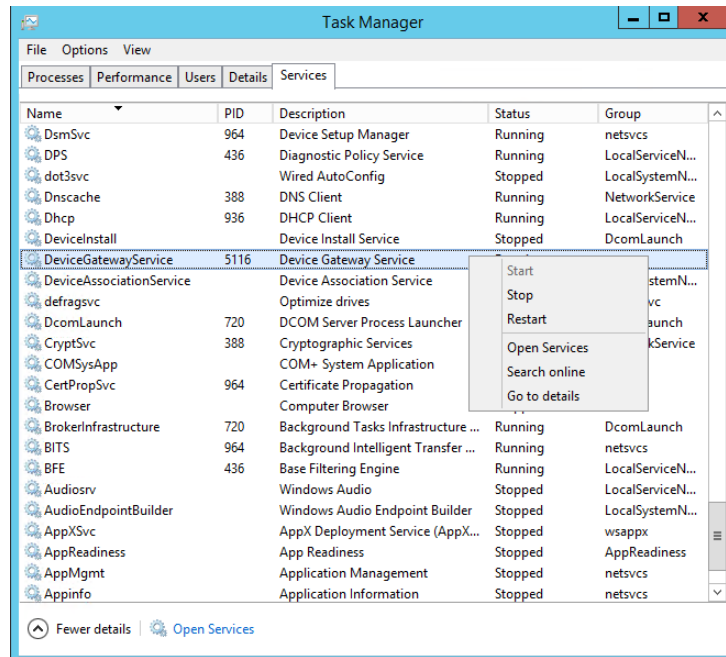 Task Manager
File Options View
Processes Performance Users Details Services
Name PID Description Status Group
DsmSvc 964 Device Setup Manager Running netsvcs
DPS 436 Diagnostic Policy Service Running LocalServiceN...
dot3svc Wired AutoConfig Stopped LocalSystemN...
Dnscache 388 DNS Client Running NetworkService
Dhcp 936 DHCP Client Running LocalServiceN...
DeviceInstall Device Install Service Stopped DcomLaunch
DeviceGatewayService 5116 Device Gateway Service
DeviceAssociationService Device Association Service
defragsvc Optimize drives
DcomLaunch 720 DCOM Server Process Launcher
CryptSvc 388 Cryptographic Services
COMSysApp COM+ System Application
CertPropSvc 964 Certificate Propagation
Browser Computer Browser
Start
Stop
Restart
Open Services
Search online
Go to details
BrokerInfrastructure 720 Background Tasks Infrastructure ... Running DcomLaunch
BITS 964 Background Intelligent Transfer ... Running netsvcs
BFE 436 Base Filtering Engine Running LocalServiceN...
Audiosrv Windows Audio Stopped LocalServiceN...
AudioEndpointBuilder Windows Audio Endpoint Builder Stopped LocalSystemN...
AppXSvc AppX Deployment Service (AppX... Stopped wsappx
AppReadiness App Readiness Stopped AppReadiness
AppMgmt Application Management Stopped netsvcs
Appinfo Application Information Stopped netsvcs
Fewer details Open Services